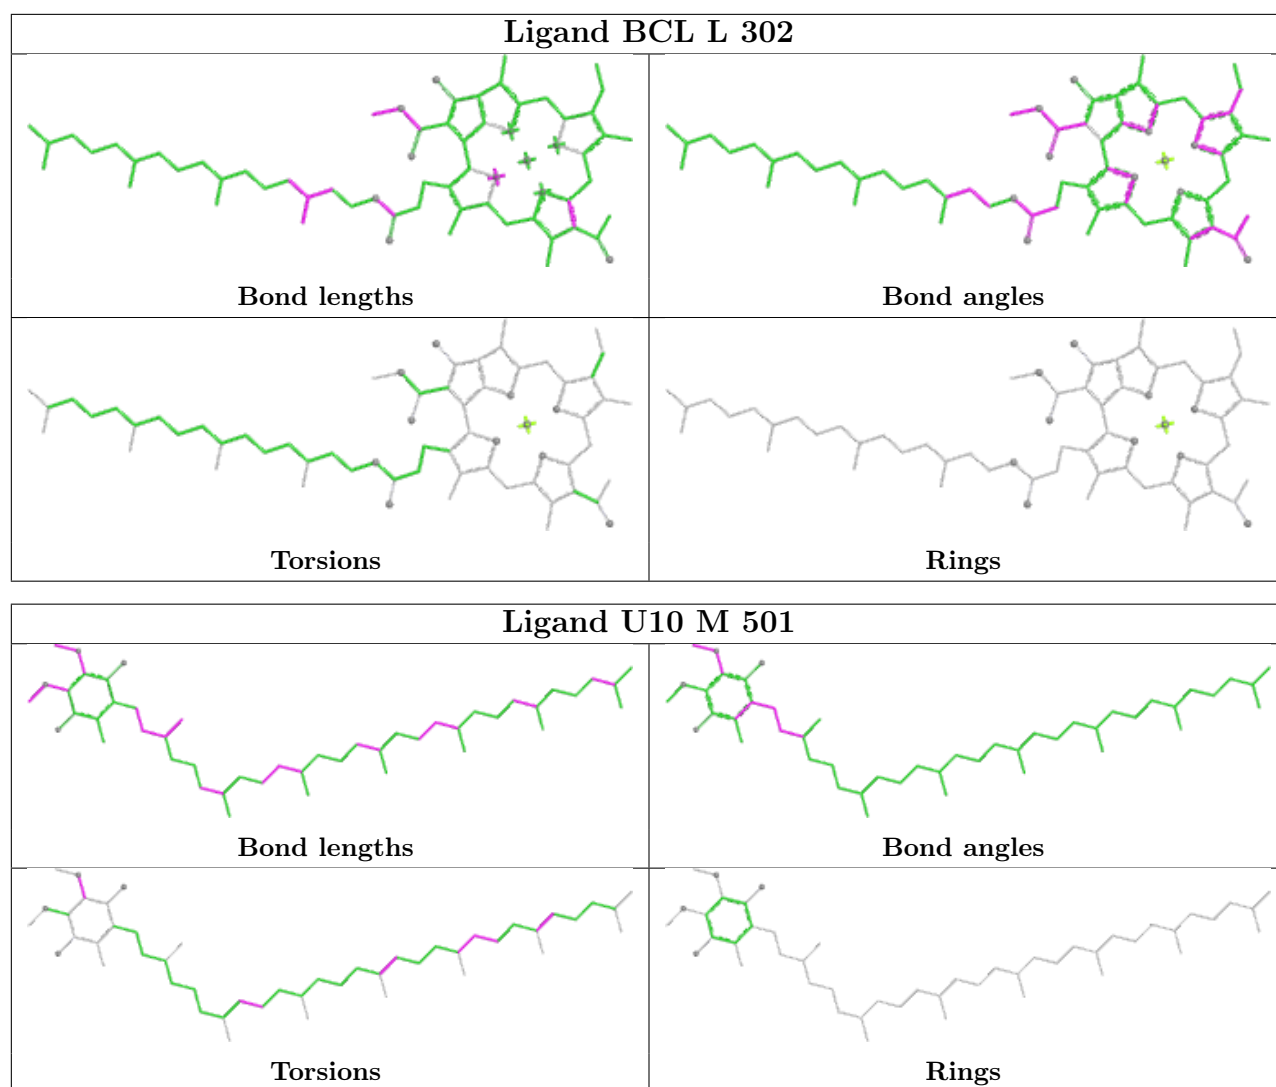 Ligand BCL L 302
Bond lengths
Bond angles
Torsions
Rings
Ligand U10 M 501
Bond lengths
Bond angles
Torsions
Rings